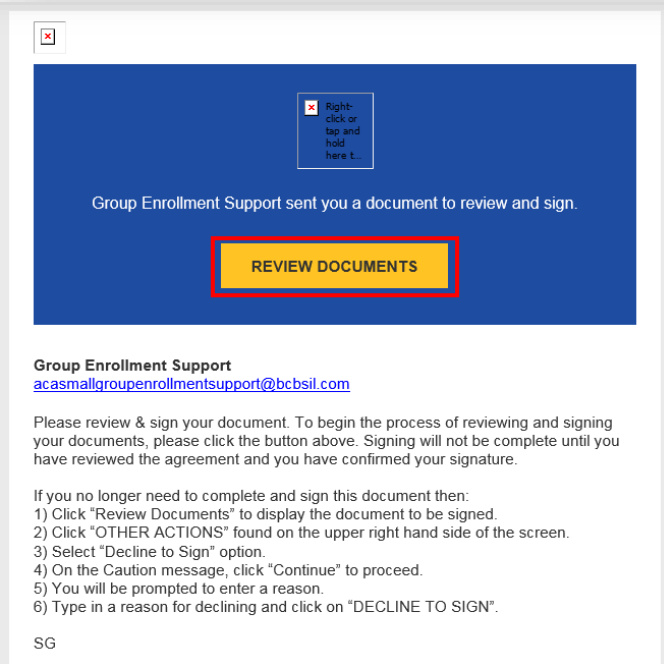 Right-
click or
tap and
hold
here t...
Group Enrollment Support sent you a document to review and sign.
REVIEW DOCUMENTS
Group Enrollment Support
acasmallgroupenrollmentsupport@bcbsil.com
Please review & sign your document. To begin the process of reviewing and signing
your documents, please click the button above. Signing will not be complete until you
have reviewed the agreement and you have confirmed your signature.
If you no longer need to complete and sign this document then:
1) Click “Review Documents” to display the document to be signed.
2) Click “OTHER ACTIONS” found on the upper right hand side of the screen.
3) Select “Decline to Sign” option.
4) On the Caution message, click “Continue” to proceed.
5) You will be prompted to enter a reason.
6) Type in a reason for declining and click on “DECLINE TO SIGN”.
SG